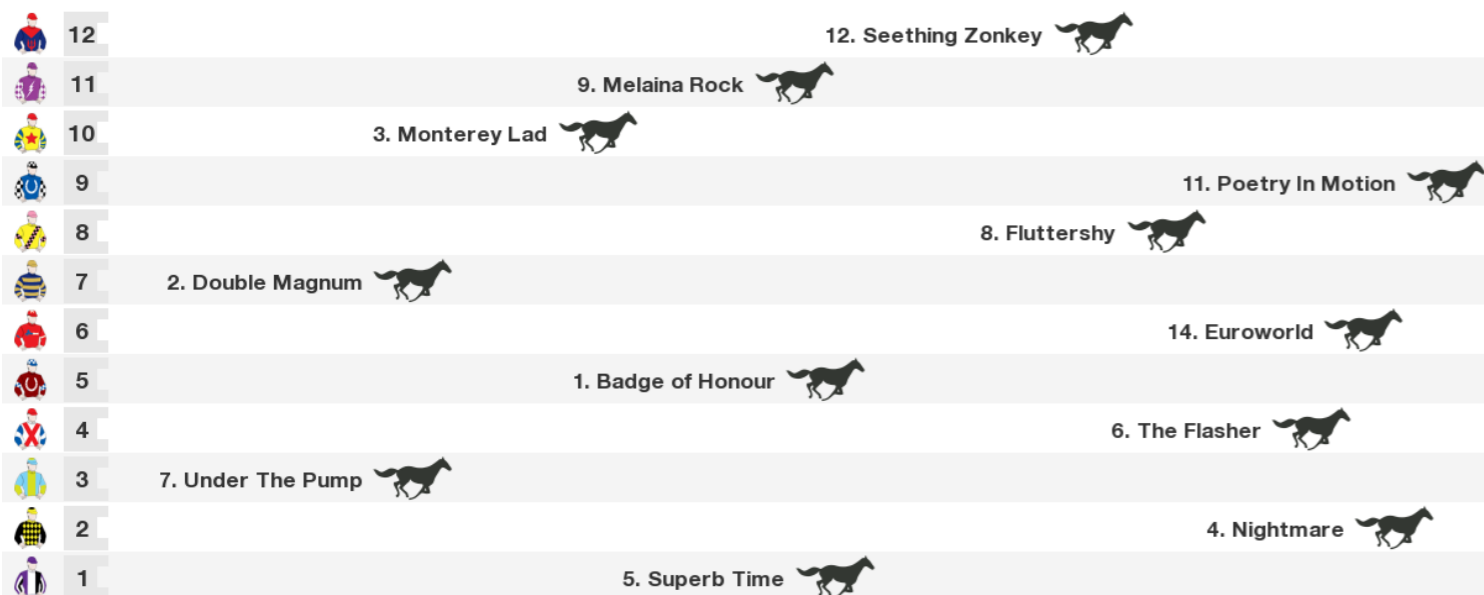 12 12. Seething Zonkey
11 9. Melaina Rock
10 3. Monterey Lad
9 11. Poetry In Motion
8 8. Fluttershy
7 2. Double Magnum
6 14. Euroworld
5 1. Badge of Honour
4 6. The Flasher
3 7. Under The Pump
2 4. Nightmare
1 5. Superb Time